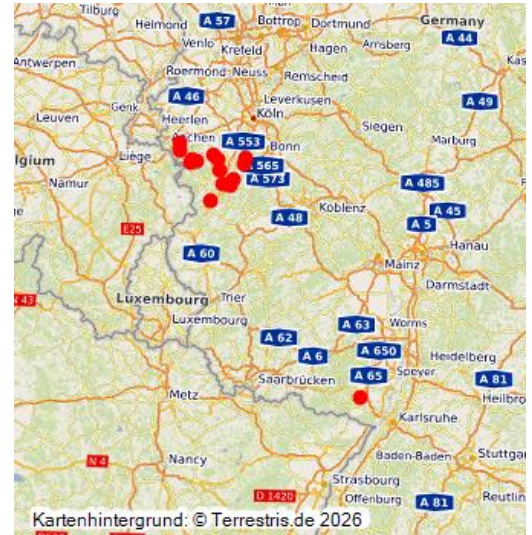 Tilburg
Helmond
A 57
Bottrop
Dortmund
Germany
Venlo
Krefeld
Hagen
Arnsberg
A 44
Antwerpen
Roermond
Neuss
Remscheid
Genk
A 46
Leverkusen
A 49
Leuven
Heerlen
Köln
Siegen
Aachen
A 553
Marburg
Liège
Bonn
lgium
A 565
Namur
A 573
A 485
Koblenz
A 45
E25
A 48
A 5
Hanau
A 60
Mainz
Darmstadt
N 43
Luxembourg
Trier
Luxembourg
A 63
Worms
A 62
A 6
A 650
Heidelberg
Saarbrücken
A 65
Speyer
A 81
Metz
Heilbro
Karlsruhe
N 4
Baden-Baden
Stuttgar
Nancy
Strasbourg
D 1420
Offenburg
A 81
Reutlin
Kartenhintergrund: © Terrestris.de 2026